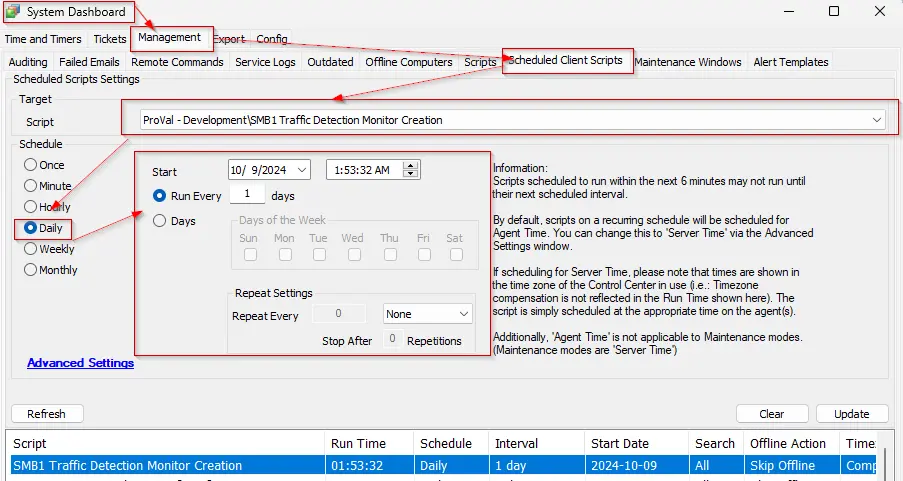 System Dashboard
Time and Timers Tickets Management Export Config
Auditing Failed Emails Remote Commands Service Logs Outdated Offline Computers Scripts Scheduled Client Scripts Maintenance Windows Alert Templates
Scheduled Scripts Settings
Target
Script ProVal - Development\SMB1 Traffic Detection Monitor Creation
Schedule
Once
Minute
Hourly
Daily
Weekly
Monthly
Start 10/ 9/2024 1:53:32 AM
Run Every 1 days
Days
Days of the Week
Sun Mon Tue Wed Thu Fri Sat
Repeat Settings
Repeat Every 0 None
Stop After 0 Repetitions
Information:
Scripts scheduled to run within the next 6 minutes may not run until
their next scheduled interval.
By default, scripts on a recurring schedule will be scheduled for
Agent Time. You can change this to 'Server Time' via the Advanced
Settings window.
If scheduling for Server Time, please note that times are shown in
the time zone of the Control Center in use (i.e.: Timezone
compensation is not reflected in the Run Time shown here). The
script is simply scheduled at the appropriate time on the agent(s).
Additionally, 'Agent Time' is not applicable to Maintenance modes.
(Maintenance modes are 'Server Time')
Advanced Settings
Refresh Clear Update
Script Run Time Schedule Interval Start Date Search Offline Action Time
SMB1 Traffic Detection Monitor Creation 01:53:32 Daily 1 day 2024-10-09 All Skip Offline Comp